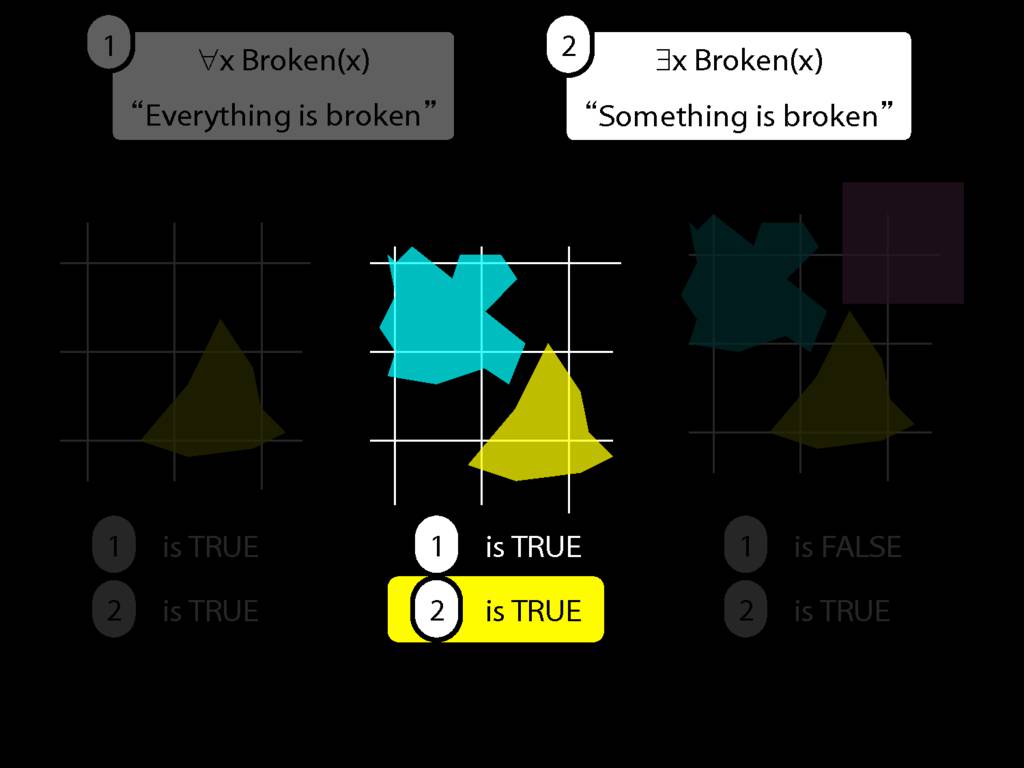 1
∀x Broken(x)
“Everything is broken”
2
∃x Broken(x)
“Something is broken”
1 is TRUE
2 is TRUE
1 is TRUE
2 is TRUE
1 is FALSE
2 is TRUE